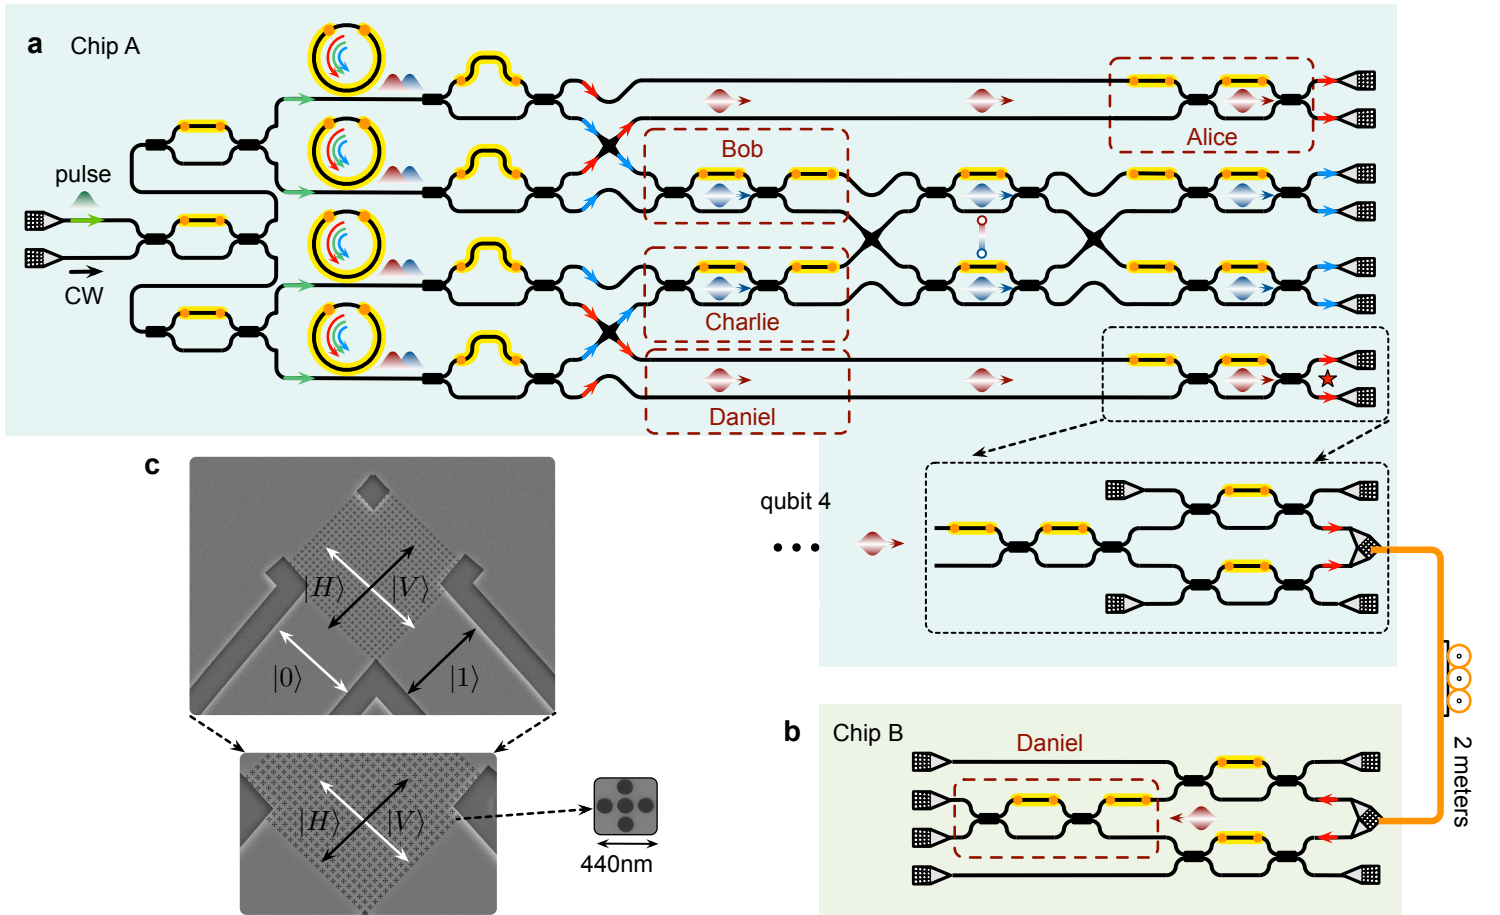 a Chip A
pulse
CW
Bob
Alice
Charlie
Daniel
qubit 4
c
|H⟩ |V⟩
|0⟩ |1⟩
|H⟩ |V⟩
440nm
b Chip B
Daniel
2 meters